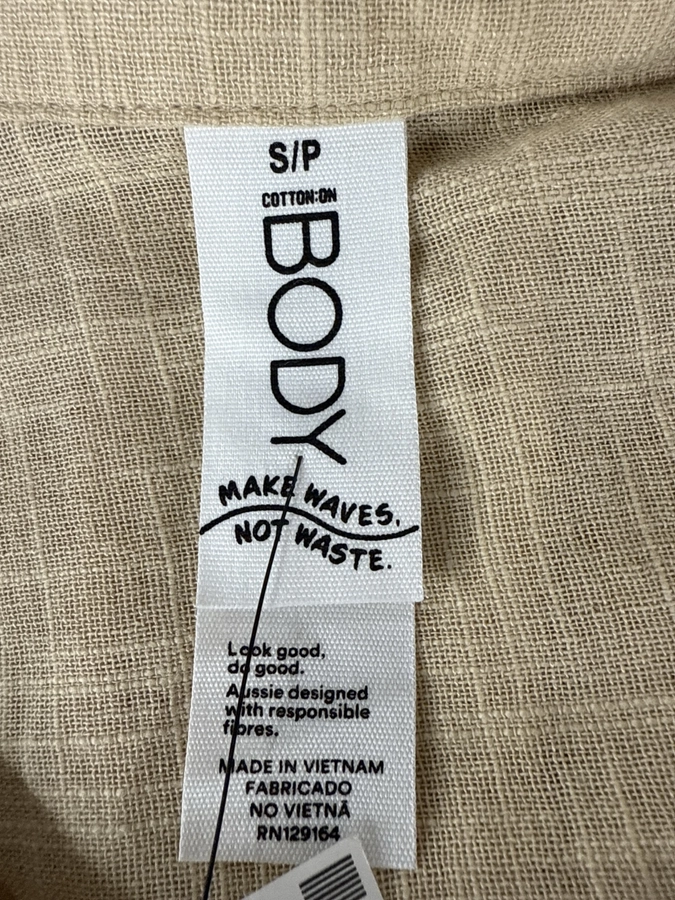 S/P
COTTON:ON
BODY
MAKE WAVES.
NOT WASTE.
Look good,
do good.
Aussie designed
with responsible
fibres.
MADE IN VIETNAM
FABRICADO
NO VIETNÃ
RN129164